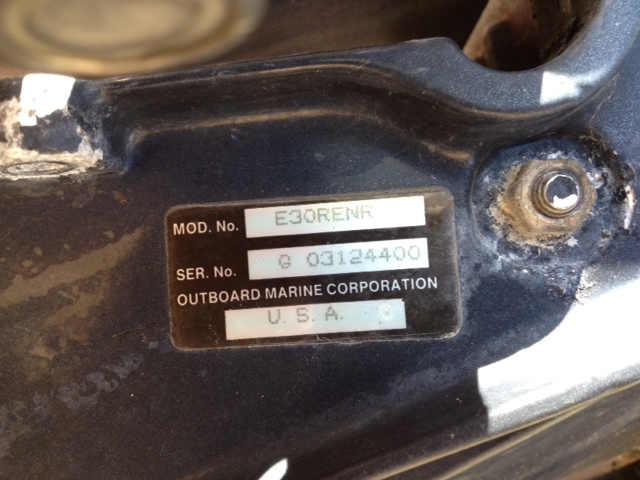 MOD. No. E30RENR
SER. No. G 03124400
OUTBOARD MARINE CORPORATION
U. S. A.